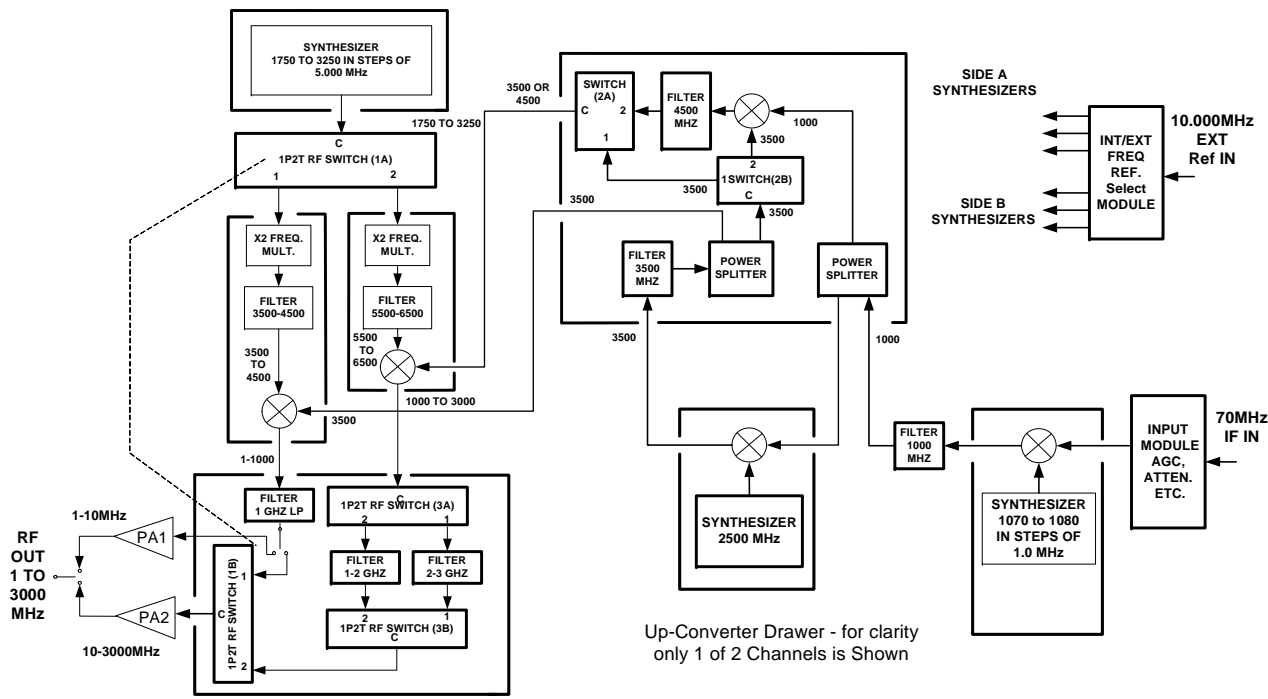 SYNTHESIZER
1750 TO 3250 IN STEPS OF
5.000 MHz
1750 TO 3250
C
1P2T RF SWITCH (1A)
1
2
X2 FREQ.
MULT.
X2 FREQ.
MULT.
FILTER
3500-4500
FILTER
5500-6500
3500
TO
4500
5500
TO
6500
3500
1000 TO 3000
1-1000
3500 OR
4500
SWITCH
(2A)
C
2
1
FILTER
4500
MHZ
1000
3500
2
1 SWITCH(2B)
C
3500
3500
3500
FILTER
3500
MHZ
POWER
SPLITTER
POWER
SPLITTER
3500
1000
SIDE A
SYNTHESIZERS
SIDE B
SYNTHESIZERS
INT/EXT
FREQ
REF.
Select
MODULE
10.000MHz
EXT
Ref IN
SYNTHESIZER
2500 MHz
FILTER
1000
MHZ
SYNTHESIZER
1070 to 1080
IN STEPS OF
1.0 MHz
INPUT
MODULE
AGC,
ATTEN.
ETC.
70MHz
IF IN
FILTER
1 GHZ LP
C
1P2T RF SWITCH (3A)
2
1
FILTER
1-2 GHZ
FILTER
2-3 GHZ
2
1
1P2T RF SWITCH (3B)
C
1P2T RF SWITCH (1B)
1
C
2
1-10MHz
PA1
RF
OUT
1 TO
3000
MHz
PA2
10-3000MHz
Up-Converter Drawer - for clarity
only 1 of 2 Channels is Shown